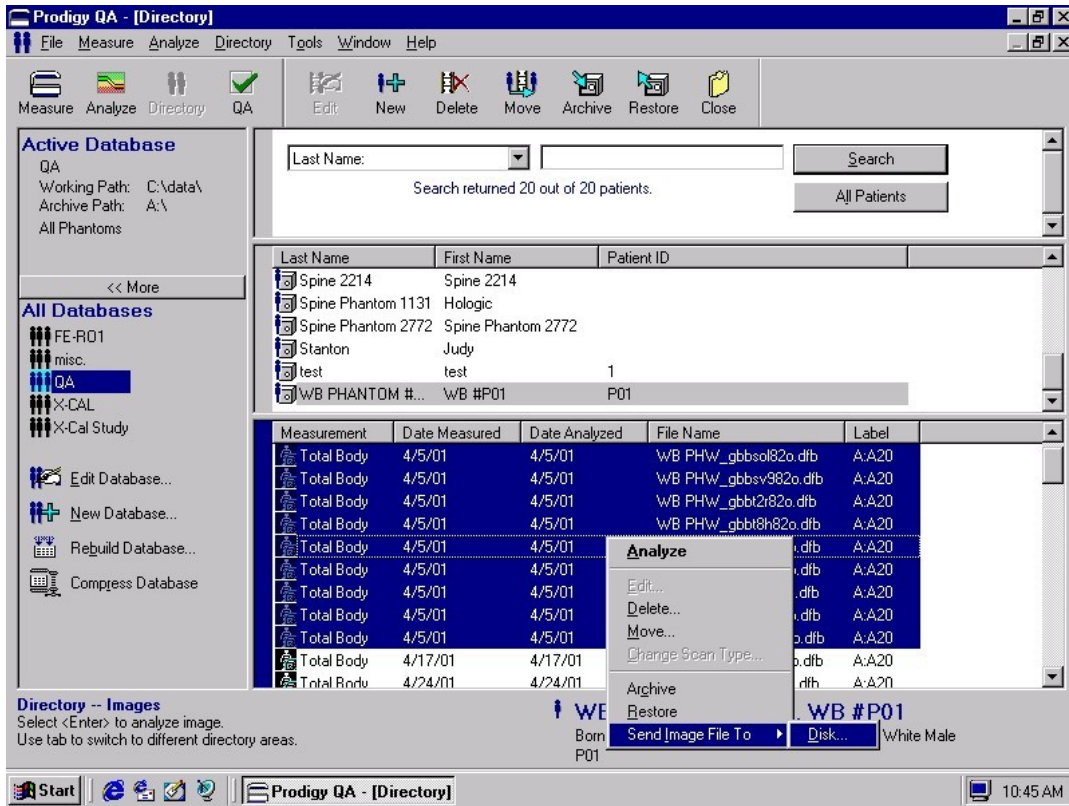 Prodigy QA - [Directory]
File Measure Analyze Directory Tools Window Help
Measure Analyze Directory QA Edit New Delete Move Archive Restore Close
Active Database
QA
Working Path: C:\data\
Archive Path: A:\
All Phantoms
<< More
All Databases
FE-RO1
misc.
QA
X-CAL
X-Cal Study
Edit Database...
New Database...
Rebuild Database...
Compress Database
Last Name: Search
Search returned 20 out of 20 patients.
All Patients
Last Name First Name Patient ID
Spine 2214 Spine 2214
Spine Phantom 1131 Hologic
Spine Phantom 2772 Spine Phantom 2772
Stanton Judy
test test 1
WB PHANTOM #... WB #P01 P01
Measurement Date Measured Date Analyzed File Name Label
Total Body 4/5/01 4/5/01 WB PHW_gbbsol82o.dfb A:A20
Total Body 4/5/01 4/5/01 WB PHW_gbbsv982o.dfb A:A20
Total Body 4/5/01 4/5/01 WB PHW_gbbt2r82o.dfb A:A20
Total Body 4/5/01 4/5/01 WB PHW_gbbt8h82o.dfb A:A20
Total Body 4/5/01 4/5/01 .dfb A:A20
Total Body 4/5/01 4/5/01 .dfb A:A20
Total Body 4/5/01 4/5/01 .dfb A:A20
Total Body 4/5/01 4/5/01 .dfb A:A20
Total Body 4/5/01 4/5/01 .dfb A:A20
Total Body 4/17/01 4/17/01 .dfb A:A20
Total Body 4/24/01 4/24/01 .dfb A:A20
Analyze
Edit...
Delete...
Move...
Change Scan Type...
Archive
Restore
Send Image File To
Disk...
Directory -- Images
Select <Enter> to analyze image.
Use tab to switch to different directory areas.
WB #P01
Born White Male
P01
Start Prodigy QA - [Directory] 10:45 AM